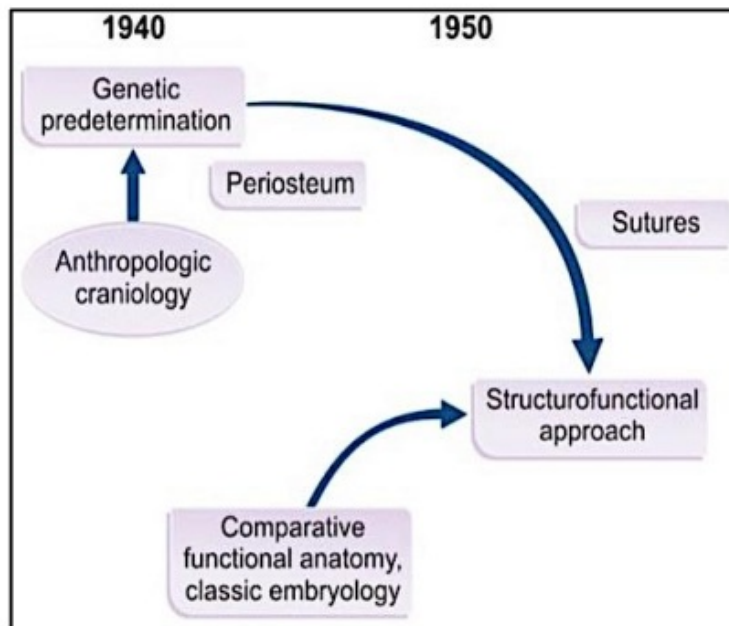 1940
1950
Genetic
predetermination
Periosteum
Sutures
Anthropologic
craniology
Structurofunctional
approach
Comparative
functional anatomy,
classic embryology